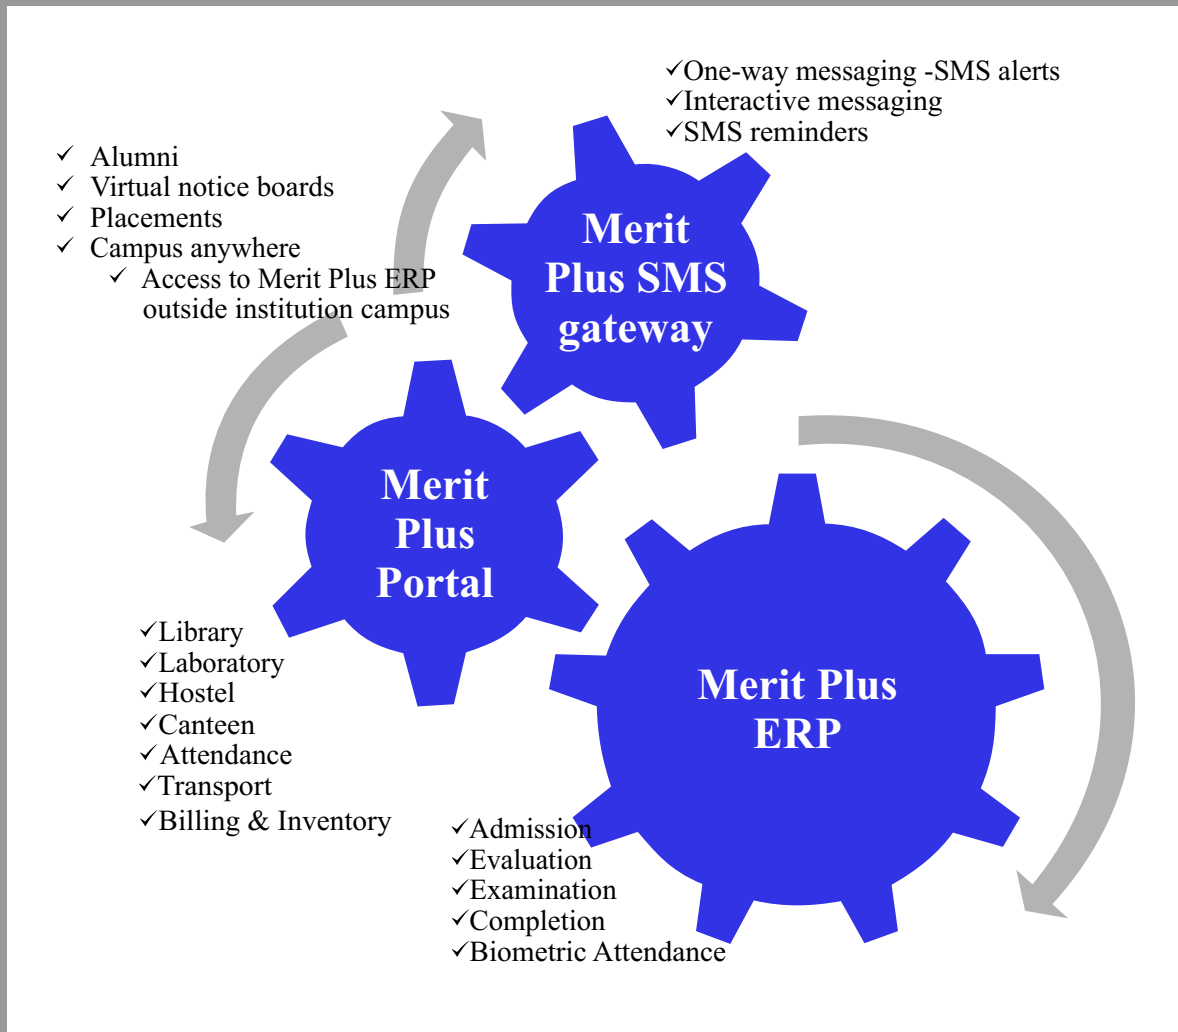 ✓One-way messaging -SMS alerts
✓Interactive messaging
✓SMS reminders
✓ Alumni
✓ Virtual notice boards
✓ Placements
✓ Campus anywhere
✓ Access to Merit Plus ERP
outside institution campus
Merit
Plus SMS
gateway
Merit
Plus
Portal
Merit Plus
ERP
✓Library
✓Laboratory
✓Hostel
✓Canteen
✓Attendance
✓Transport
✓Billing & Inventory
✓Admission
✓Evaluation
✓Examination
✓Completion
✓Biometric Attendance